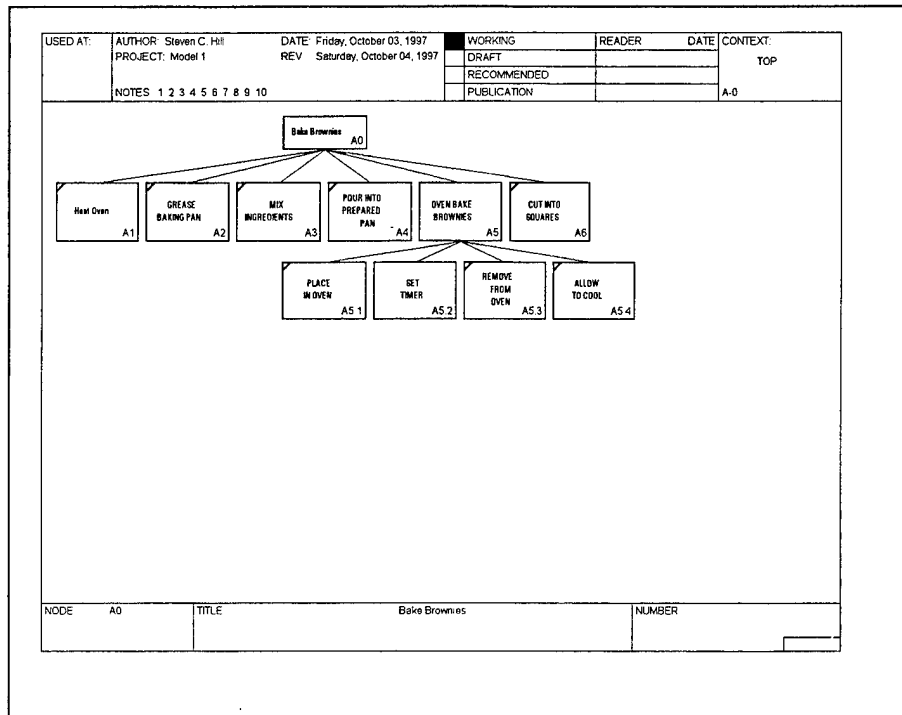 USED AT: AUTHOR: Steven C. Hill DATE: Friday, October 03, 1997 WORKING READER DATE CONTEXT:
PROJECT: Model 1 REV Saturday, October 04, 1997 DRAFT TOP
RECOMMENDED
NOTES 1 2 3 4 5 6 7 8 9 10 PUBLICATION A-0
Bake Brownies
A0
Heat Oven
A1
GREASE
BAKING PAN
A2
MIX
INGREDIENTS
A3
POUR INTO
PREPARED
PAN
A4
OVEN BAKE
BROWNIES
A5
CUT INTO
SQUARES
A6
PLACE
IN OVEN
A5.1
SET
TIMER
A5.2
REMOVE
FROM
OVEN
A5.3
ALLOW
TO COOL
A5.4
NODE A0 TITLE Bake Brownies NUMBER